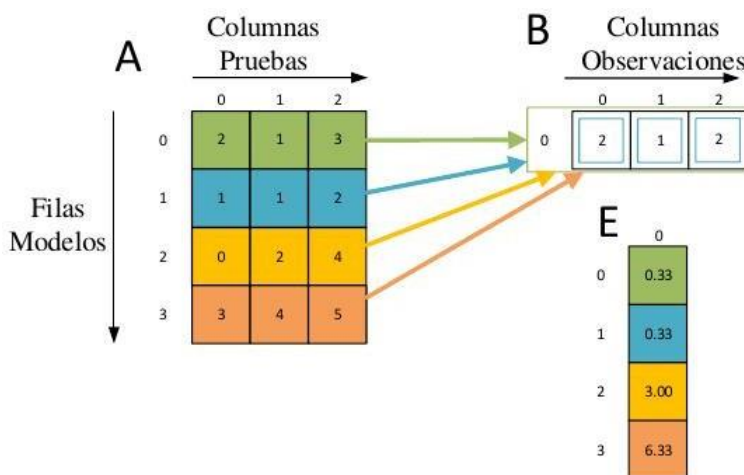 A
Columnas
Pruebas
0 1 2
0 2 1 3
1 1 1 2
2 0 2 4
3 3 4 5
Filas
Modelos
B
Columnas
Observaciones
0 1 2
0 2 1 2
E
0
0 0.33
1 0.33
2 3.00
3 6.33